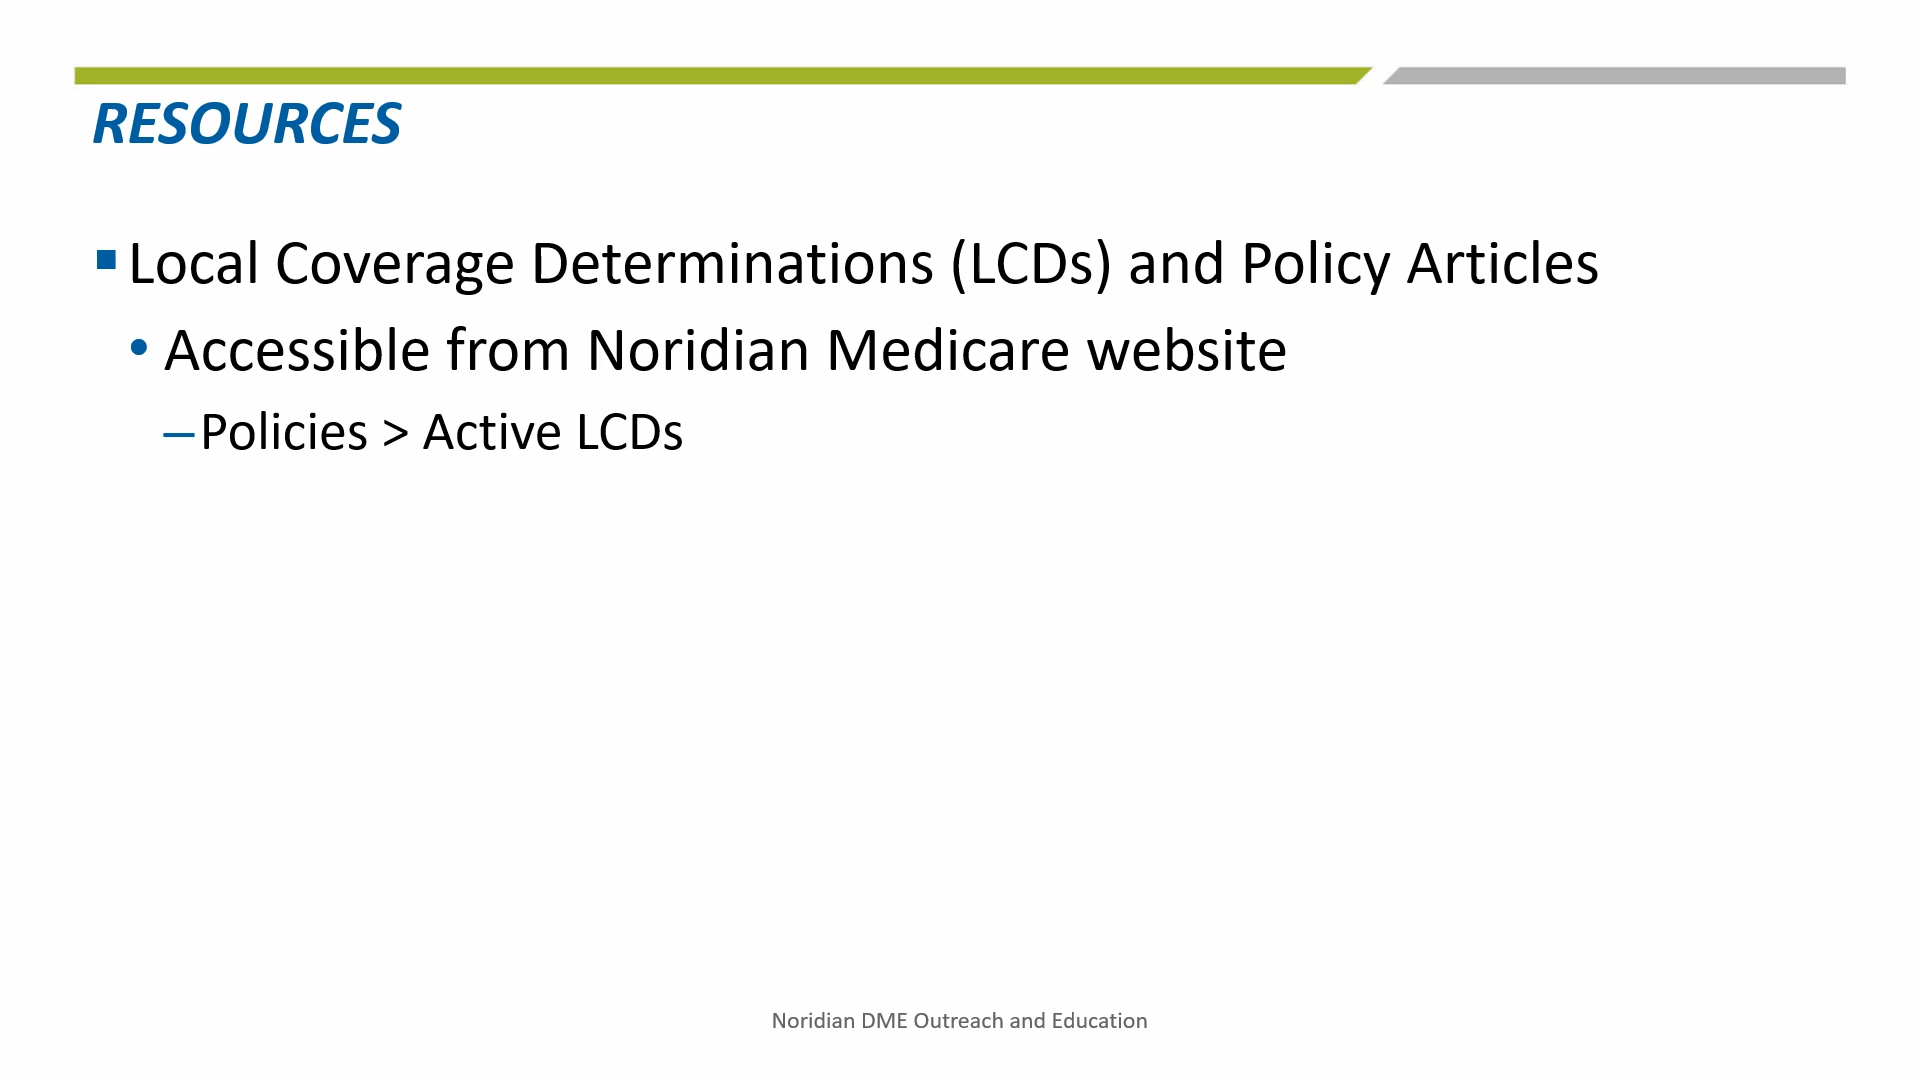 RESOURCES
▪ Local Coverage Determinations (LCDs) and Policy Articles
• Accessible from Noridian Medicare website
– Policies > Active LCDs
Noridian DME Outreach and Education